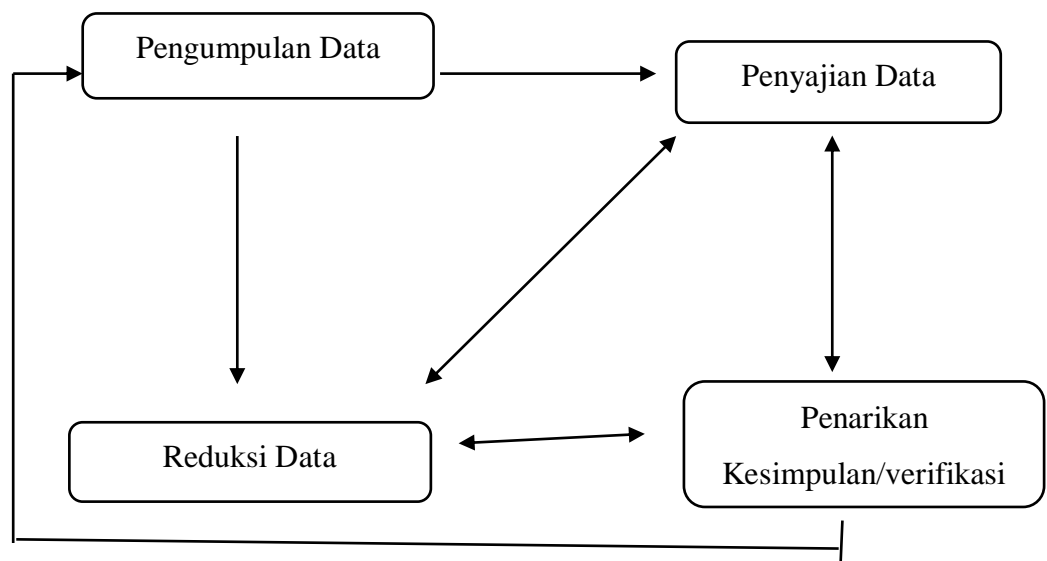 Pengumpulan Data
Penyajian Data
Reduksi Data
Penarikan
Kesimpulan/verifikasi